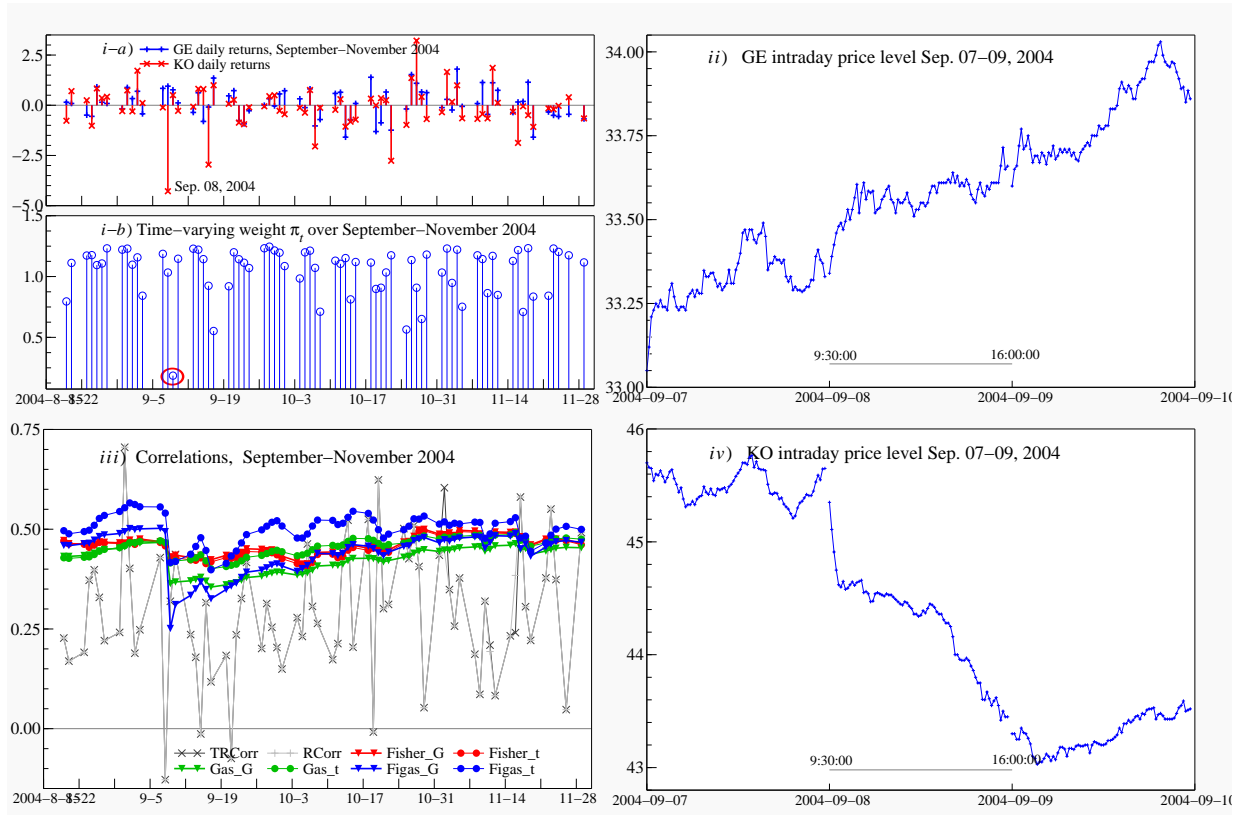 i–a) GE daily returns, September–November 2004
KO daily returns
2.5
0.0
−2.5
−5.0
Sep. 08, 2004
i–b) Time–varying weight πt over September–November 2004
1.5
1.0
0.5
2004–8– 22 9–5 9–19 10–3 10–17 10–31 11–14 11–28
ii) GE intraday price level Sep. 07–09, 2004
34.00
33.75
33.50
33.25
33.00
9:30:00 16:00:00
2004–09–07 2004–09–08 2004–09–09 2004–09–10
iii) Correlations, September–November 2004
0.75
0.50
0.25
0.00
TRCorr RCorr Fisher_G Fisher_t
Gas_G Gas_t Figas_G Figas_t
2004–8– 22 9–5 9–19 10–3 10–17 10–31 11–14 11–28
iv) KO intraday price level Sep. 07–09, 2004
46
45
44
43
9:30:00 16:00:00
2004–09–07 2004–09–08 2004–09–09 2004–09–10